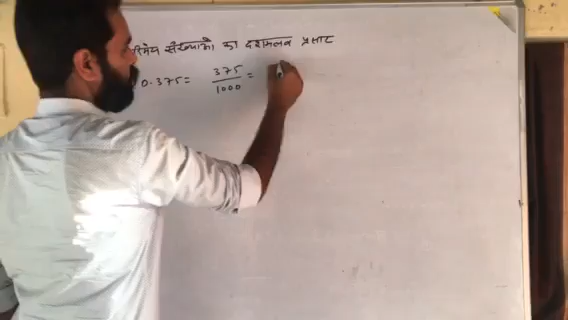 संख्याओं का दशमलव प्रसार
0.375 = 375/1000 =